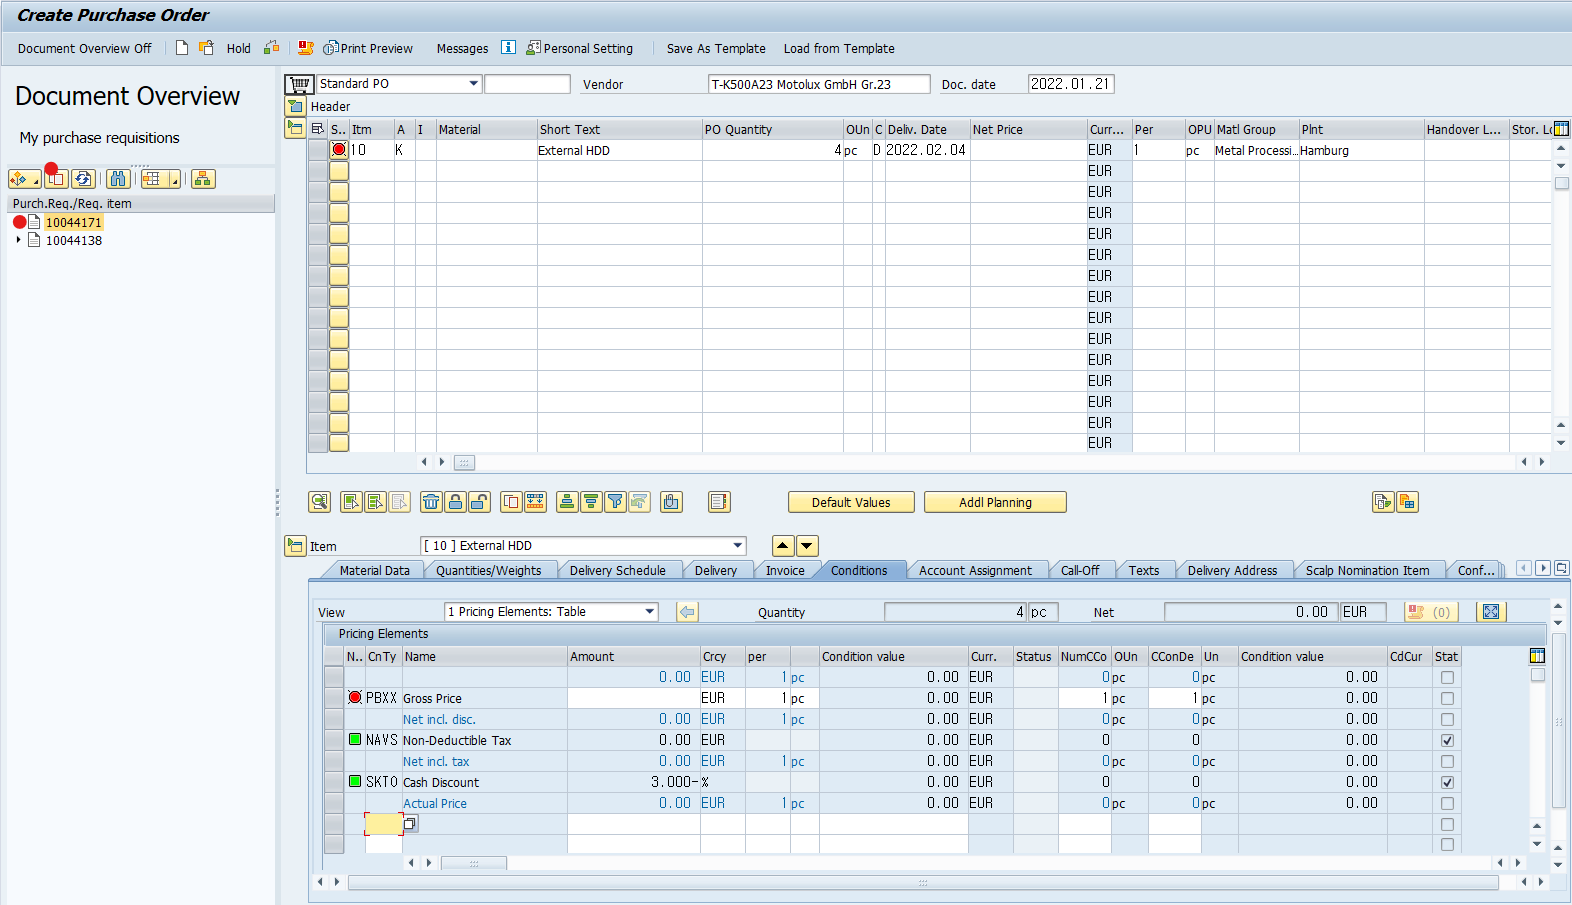 Create Purchase Order
Document Overview Off Hold Print Preview Messages Personal Setting Save As Template Load from Template
Document Overview
My purchase requisitions
Purch.Req./Req. item
10044171
10044138
Standard PO Vendor T-K500A23 Motolux GmbH Gr.23 Doc. date 2022.01.21
Header
S.. Itm A I Material Short Text PO Quantity OUn C Deliv. Date Net Price Curr... Per OPU Matl Group Plnt Handover L... Stor. Lo
10 K External HDD 4 pc D 2022.02.04 EUR 1 pc Metal Processi... Hamburg
EUR
EUR
EUR
EUR
EUR
EUR
EUR
EUR
EUR
EUR
EUR
EUR
EUR
EUR
Default Values Addl Planning
Item [ 10 ] External HDD
Material Data Quantities/Weights Delivery Schedule Delivery Invoice Conditions Account Assignment Call-Off Texts Delivery Address Scalp Nomination Item Conf...
View 1 Pricing Elements: Table Quantity 4 pc Net 0.00 EUR (0)
Pricing Elements
N.. CnTy Name Amount Crcy per Condition value Curr. Status NumCCo OUn CConDe Un Condition value CdCur Stat
0.00 EUR 1 pc 0.00 EUR 0 pc 0 pc 0.00
PBXX Gross Price EUR 1 pc 0.00 EUR 1 pc 1 pc 0.00
Net incl. disc. 0.00 EUR 1 pc 0.00 EUR 0 pc 0 pc 0.00
NAVS Non-Deductible Tax 0.00 EUR 0.00 EUR 0 0 0.00
Net incl. tax 0.00 EUR 1 pc 0.00 EUR 0 pc 0 pc 0.00
SKTO Cash Discount 3.000- % 0.00 EUR 0 0 0.00
Actual Price 0.00 EUR 1 pc 0.00 EUR 0 pc 0 pc 0.00